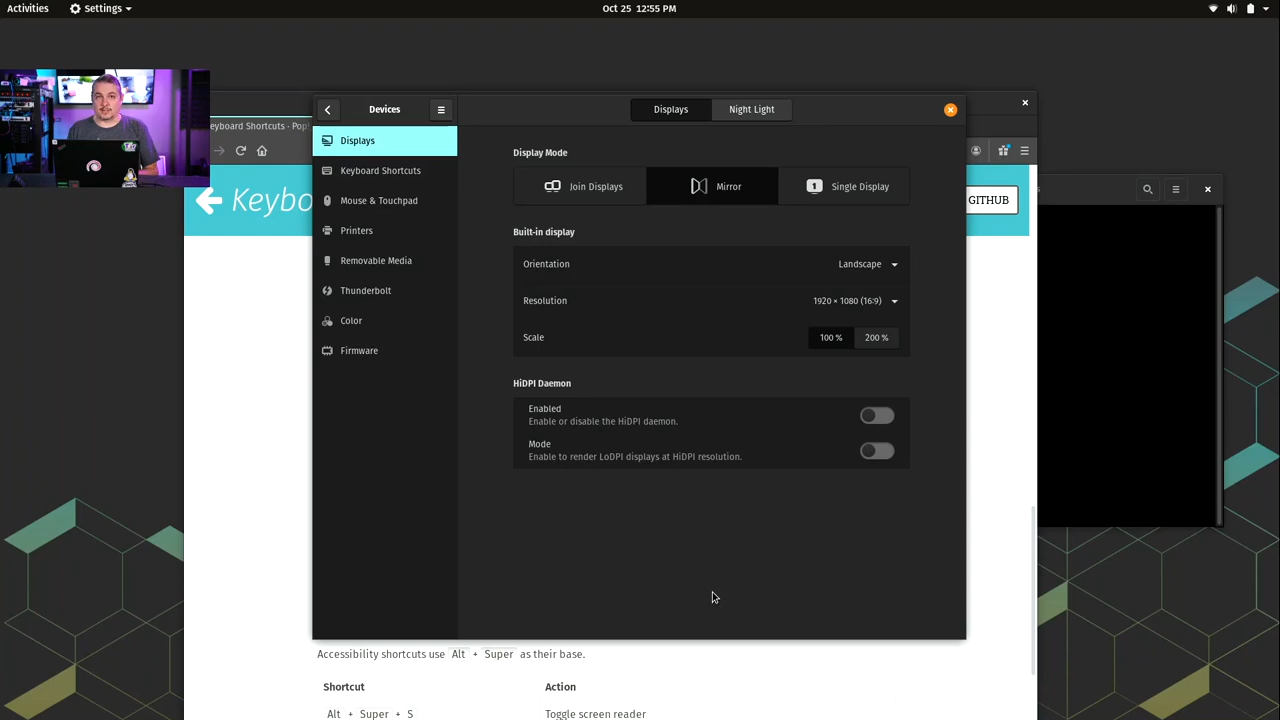 Activities
Settings
Oct 25 12:55 PM
Keyboard Shortcuts · Pop!
Keybo
GITHUB
Devices
Displays
Night Light
Displays
Keyboard Shortcuts
Mouse & Touchpad
Printers
Removable Media
Thunderbolt
Color
Firmware
Display Mode
Join Displays
Mirror
1
Single Display
Built-in display
Orientation
Landscape
Resolution
1920 × 1080 (16:9)
Scale
100 %
200 %
HiDPI Daemon
Enabled
Enable or disable the HiDPI daemon.
Mode
Enable to render LoDPI displays at HiDPI resolution.
Accessibility shortcuts use Alt + Super as their base.
Shortcut
Action
Alt + Super + S
Toggle screen reader